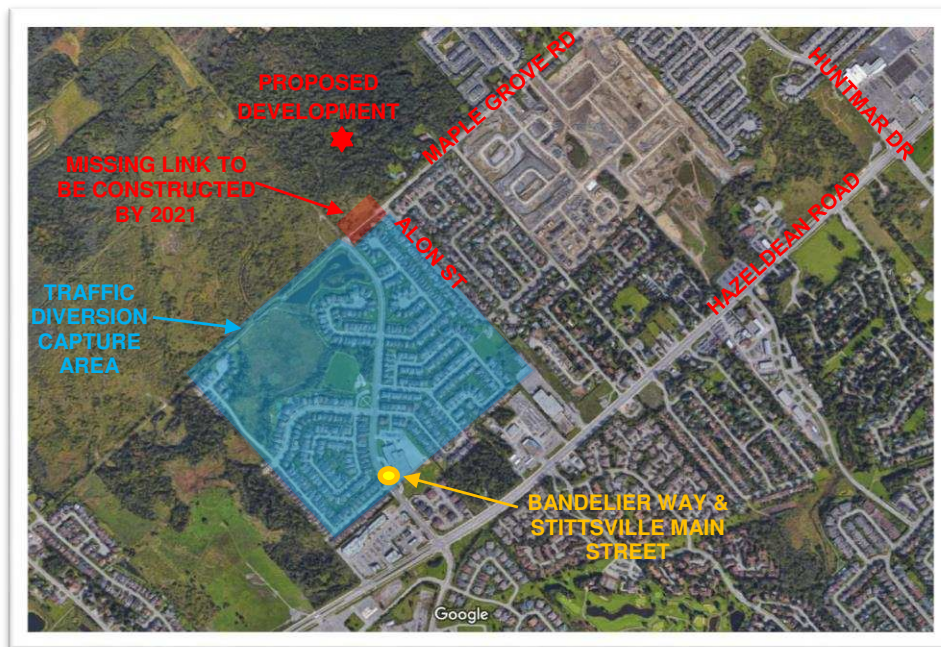 PROPOSED
DEVELOPMENT
MAPLE GROVE RD
HUNTMAR DR
MISSING LINK TO
BE CONSTRUCTED
BY 2021
ALON ST
HAZELDEAN ROAD
TRAFFIC
DIVERSION
CAPTURE
AREA
BANDELIER WAY &
STITTSVILLE MAIN
STREET
Google